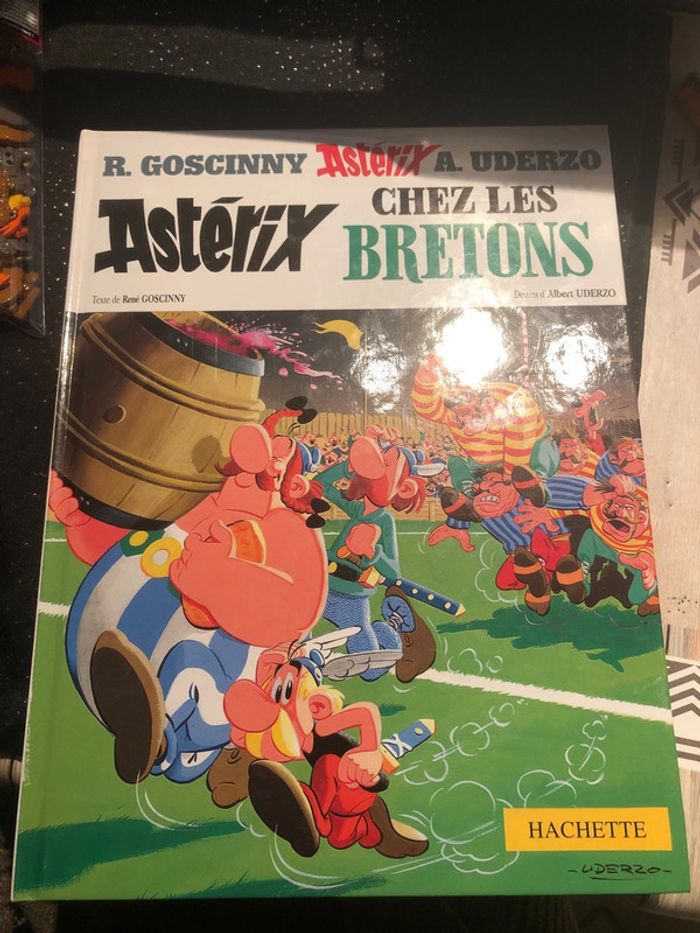 R. GOSCINNY Astérix A. UDERZO
Astérix CHEZ LES
BRETONS
Texte de René GOSCINNY
Dessins d'Albert UDERZO
HACHETTE
-UDERZO-